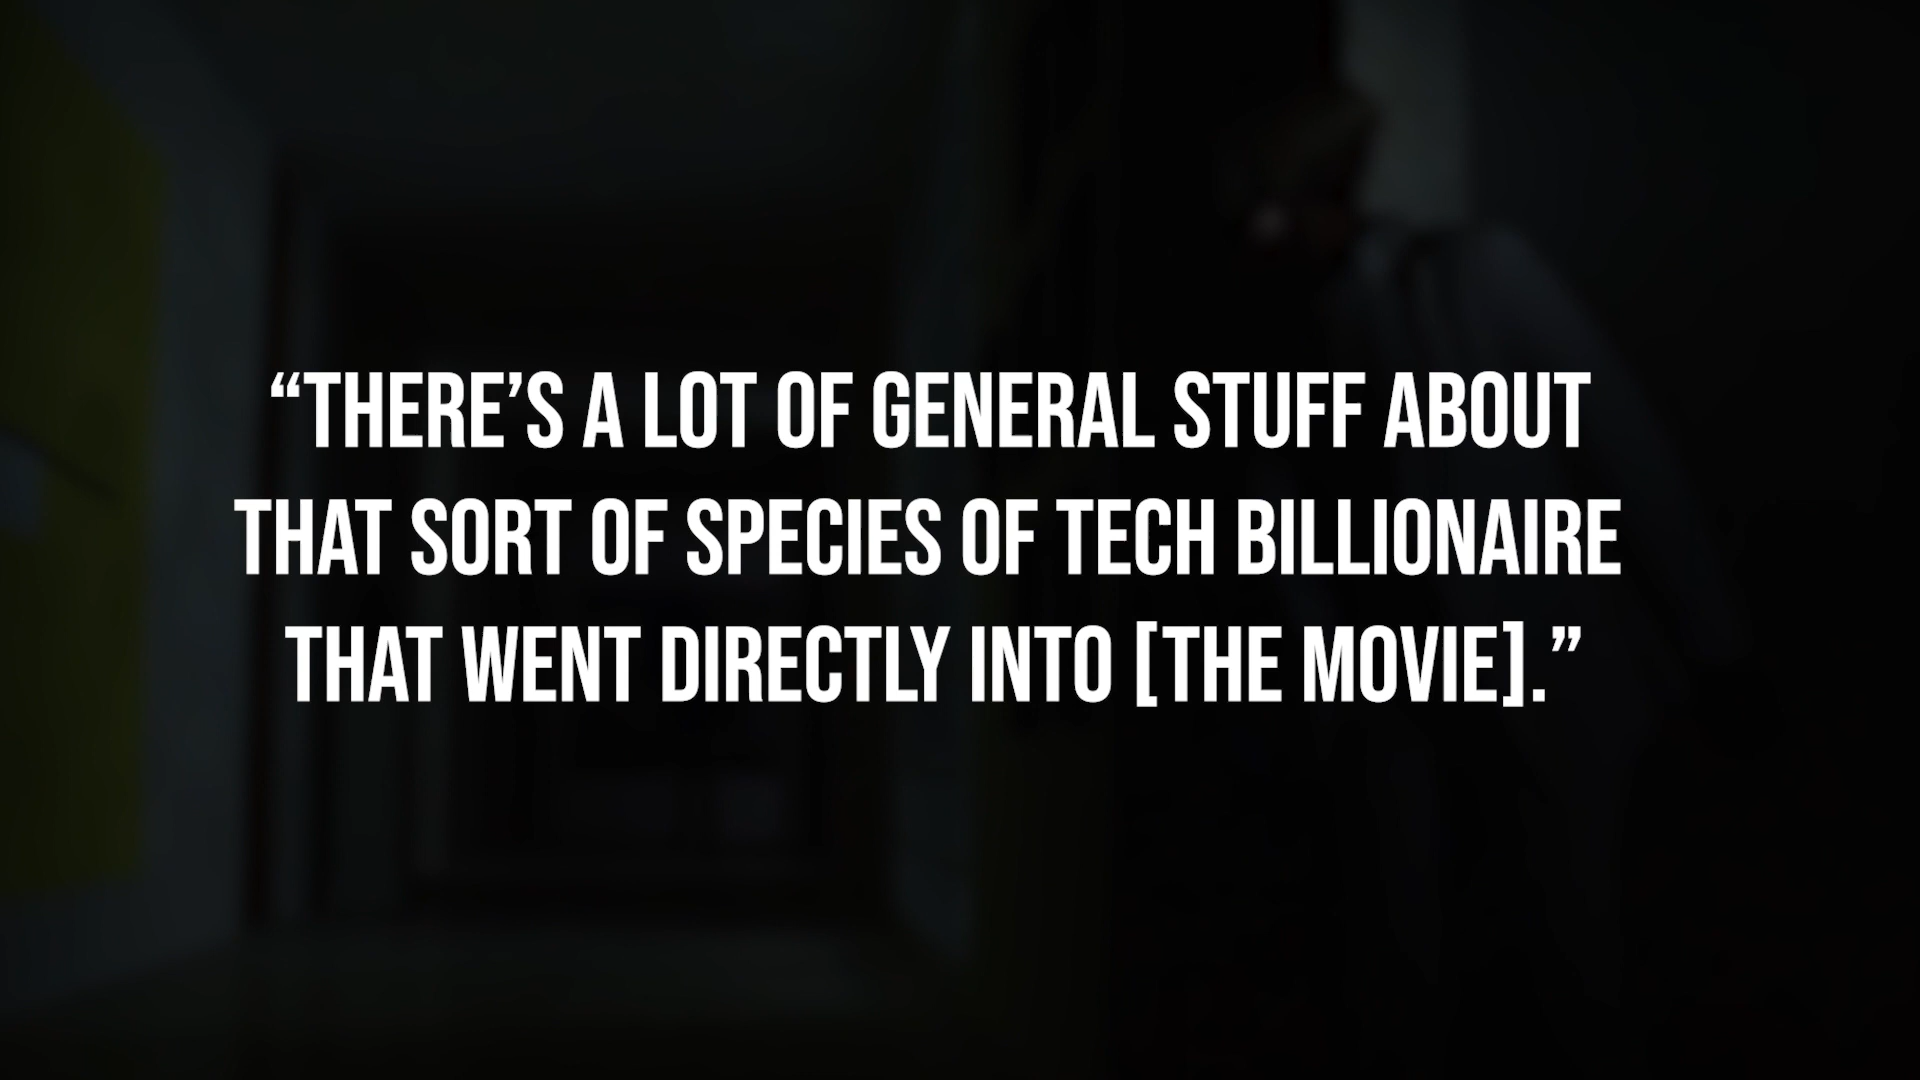 “THERE’S A LOT OF GENERAL STUFF ABOUT
THAT SORT OF SPECIES OF TECH BILLIONAIRE
THAT WENT DIRECTLY INTO [THE MOVIE].”